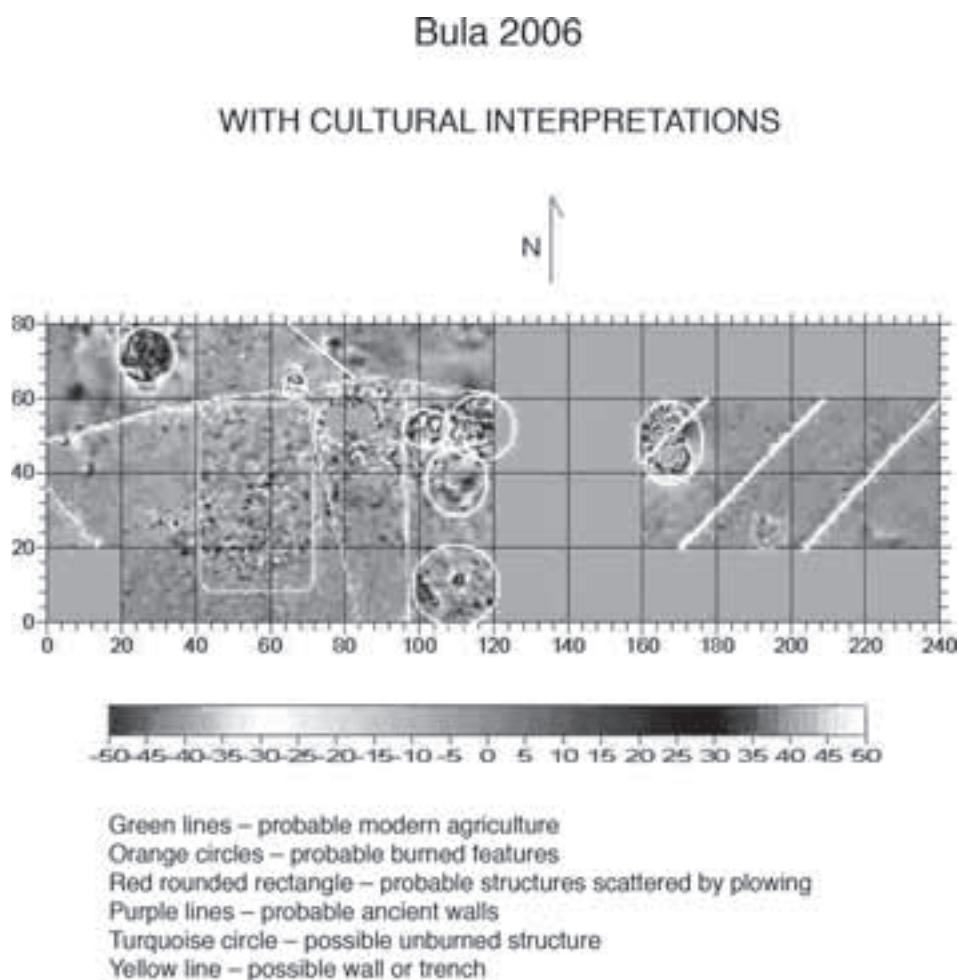 Bula 2006
WITH CULTURAL INTERPRETATIONS
N
80
60
40
20
0
0 20 40 60 80 100 120 140 160 180 200 220 240
-50 -45 -40 -35 -30 -25 -20 -15 -10 -5 0 5 10 15 20 25 30 35 40 45 50
Green lines – probable modern agriculture
Orange circles – probable burned features
Red rounded rectangle – probable structures scattered by plowing
Purple lines – probable ancient walls
Turquoise circle – possible unburned structure
Yellow line – possible wall or trench